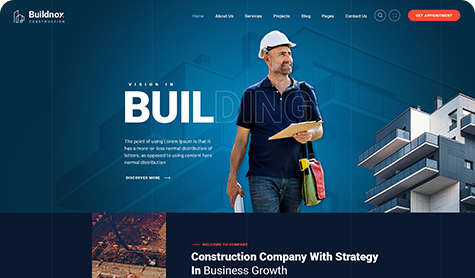 Buildnox
CONSTRUCTION
Home About Us Services Projects Blog Pages Contact Us
GET APPOINTMENT
VISION IN
BUILDING
The point of using Lorem Ipsum is that it
has a more-or-less normal distribution of
letters, as opposed to using content here
normal distribution
DISCOVER MORE
WELCOME TO COMPANY
Construction Company With Strategy
In Business Growth